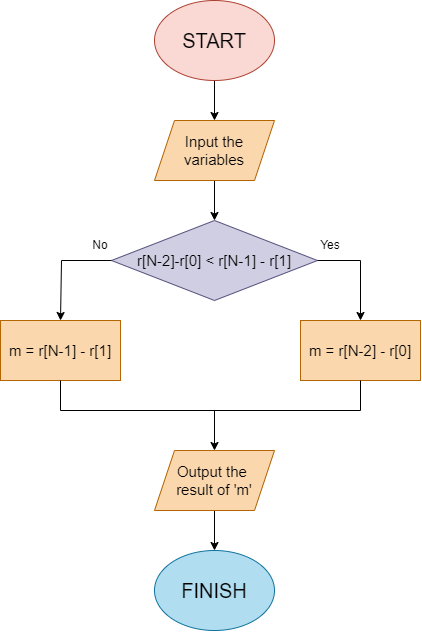 START
Input the
variables
No
Yes
r[N-2]-r[0] < r[N-1] - r[1]
m = r[N-1] - r[1]
m = r[N-2] - r[0]
Output the
result of 'm'
FINISH